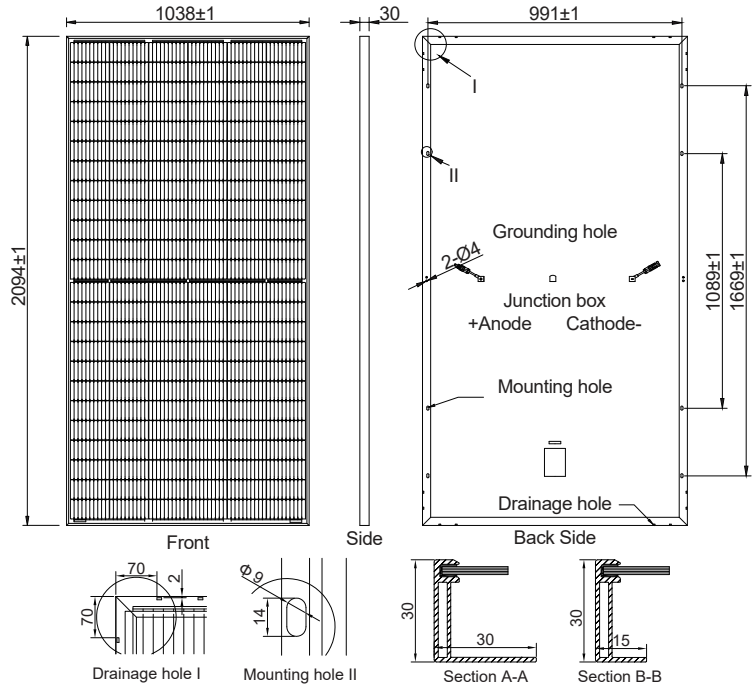 1038±1
30
991±1
I
II
2094±1
Grounding hole
2-Ø4
Junction box
+Anode
Cathode-
1089±1
1669±1
Mounting hole
Drainage hole
Front
Side
Back Side
70
2
70
Drainage hole I
Φ9
14
Mounting hole II
30
30
Section A-A
30
15
Section B-B